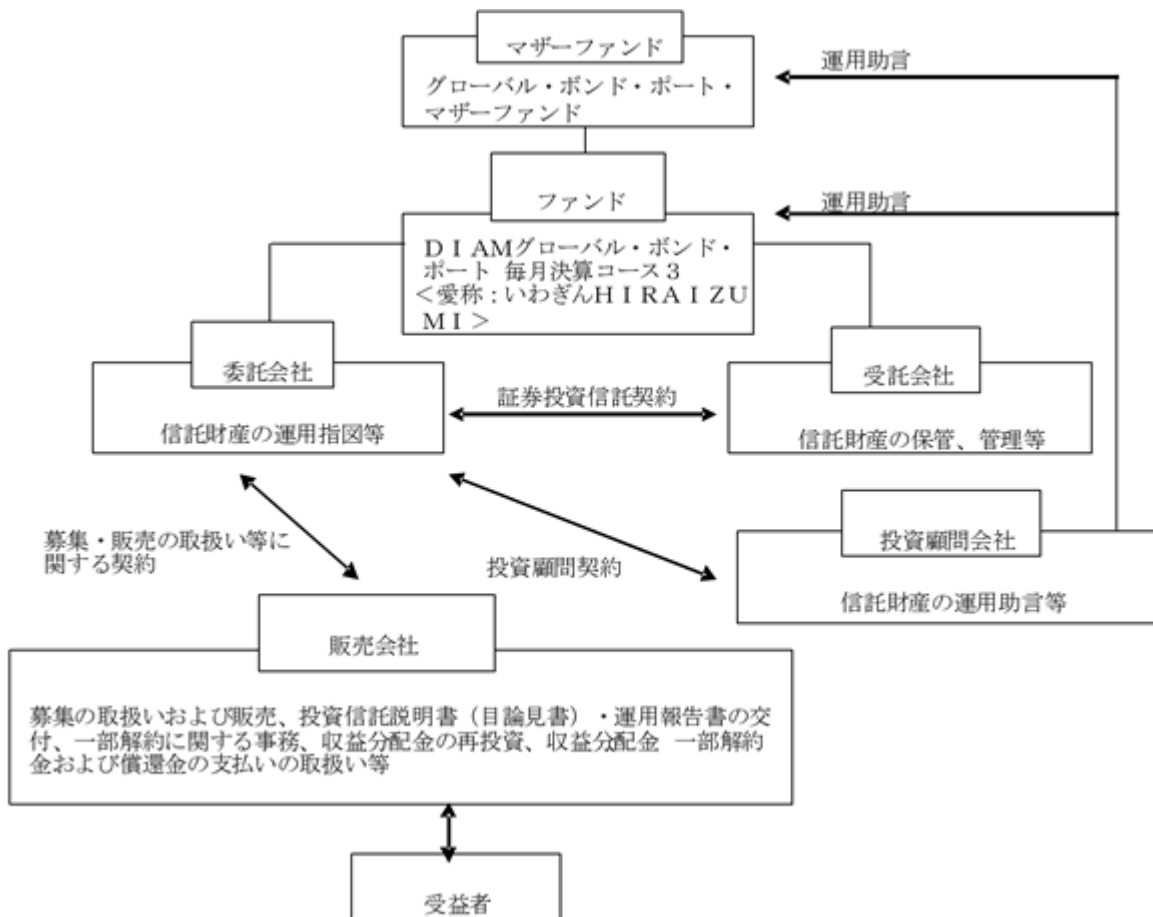 マザーファンド
グローバル・ボンド・ポート・
マザーファンド
運用助言
ファンド
運用助言
ＤＩＡＭグローバル・ボンド・
ポート 毎月決算コース３
＜愛称：いわぎんＨＩＲＡＩＺＵ
ＭＩ＞
委託会社
信託財産の運用指図等
証券投資信託契約
受託会社
信託財産の保管、管理等
募集・販売の取扱い等に
関する契約
投資顧問契約
投資顧問会社
信託財産の運用助言等
販売会社
募集の取扱いおよび販売、投資信託説明書（目論見書）・運用報告書の交
付、一部解約に関する事務、収益分配金の再投資、収益分配金 一部解約
金および償還金の支払いの取扱い等
受益者